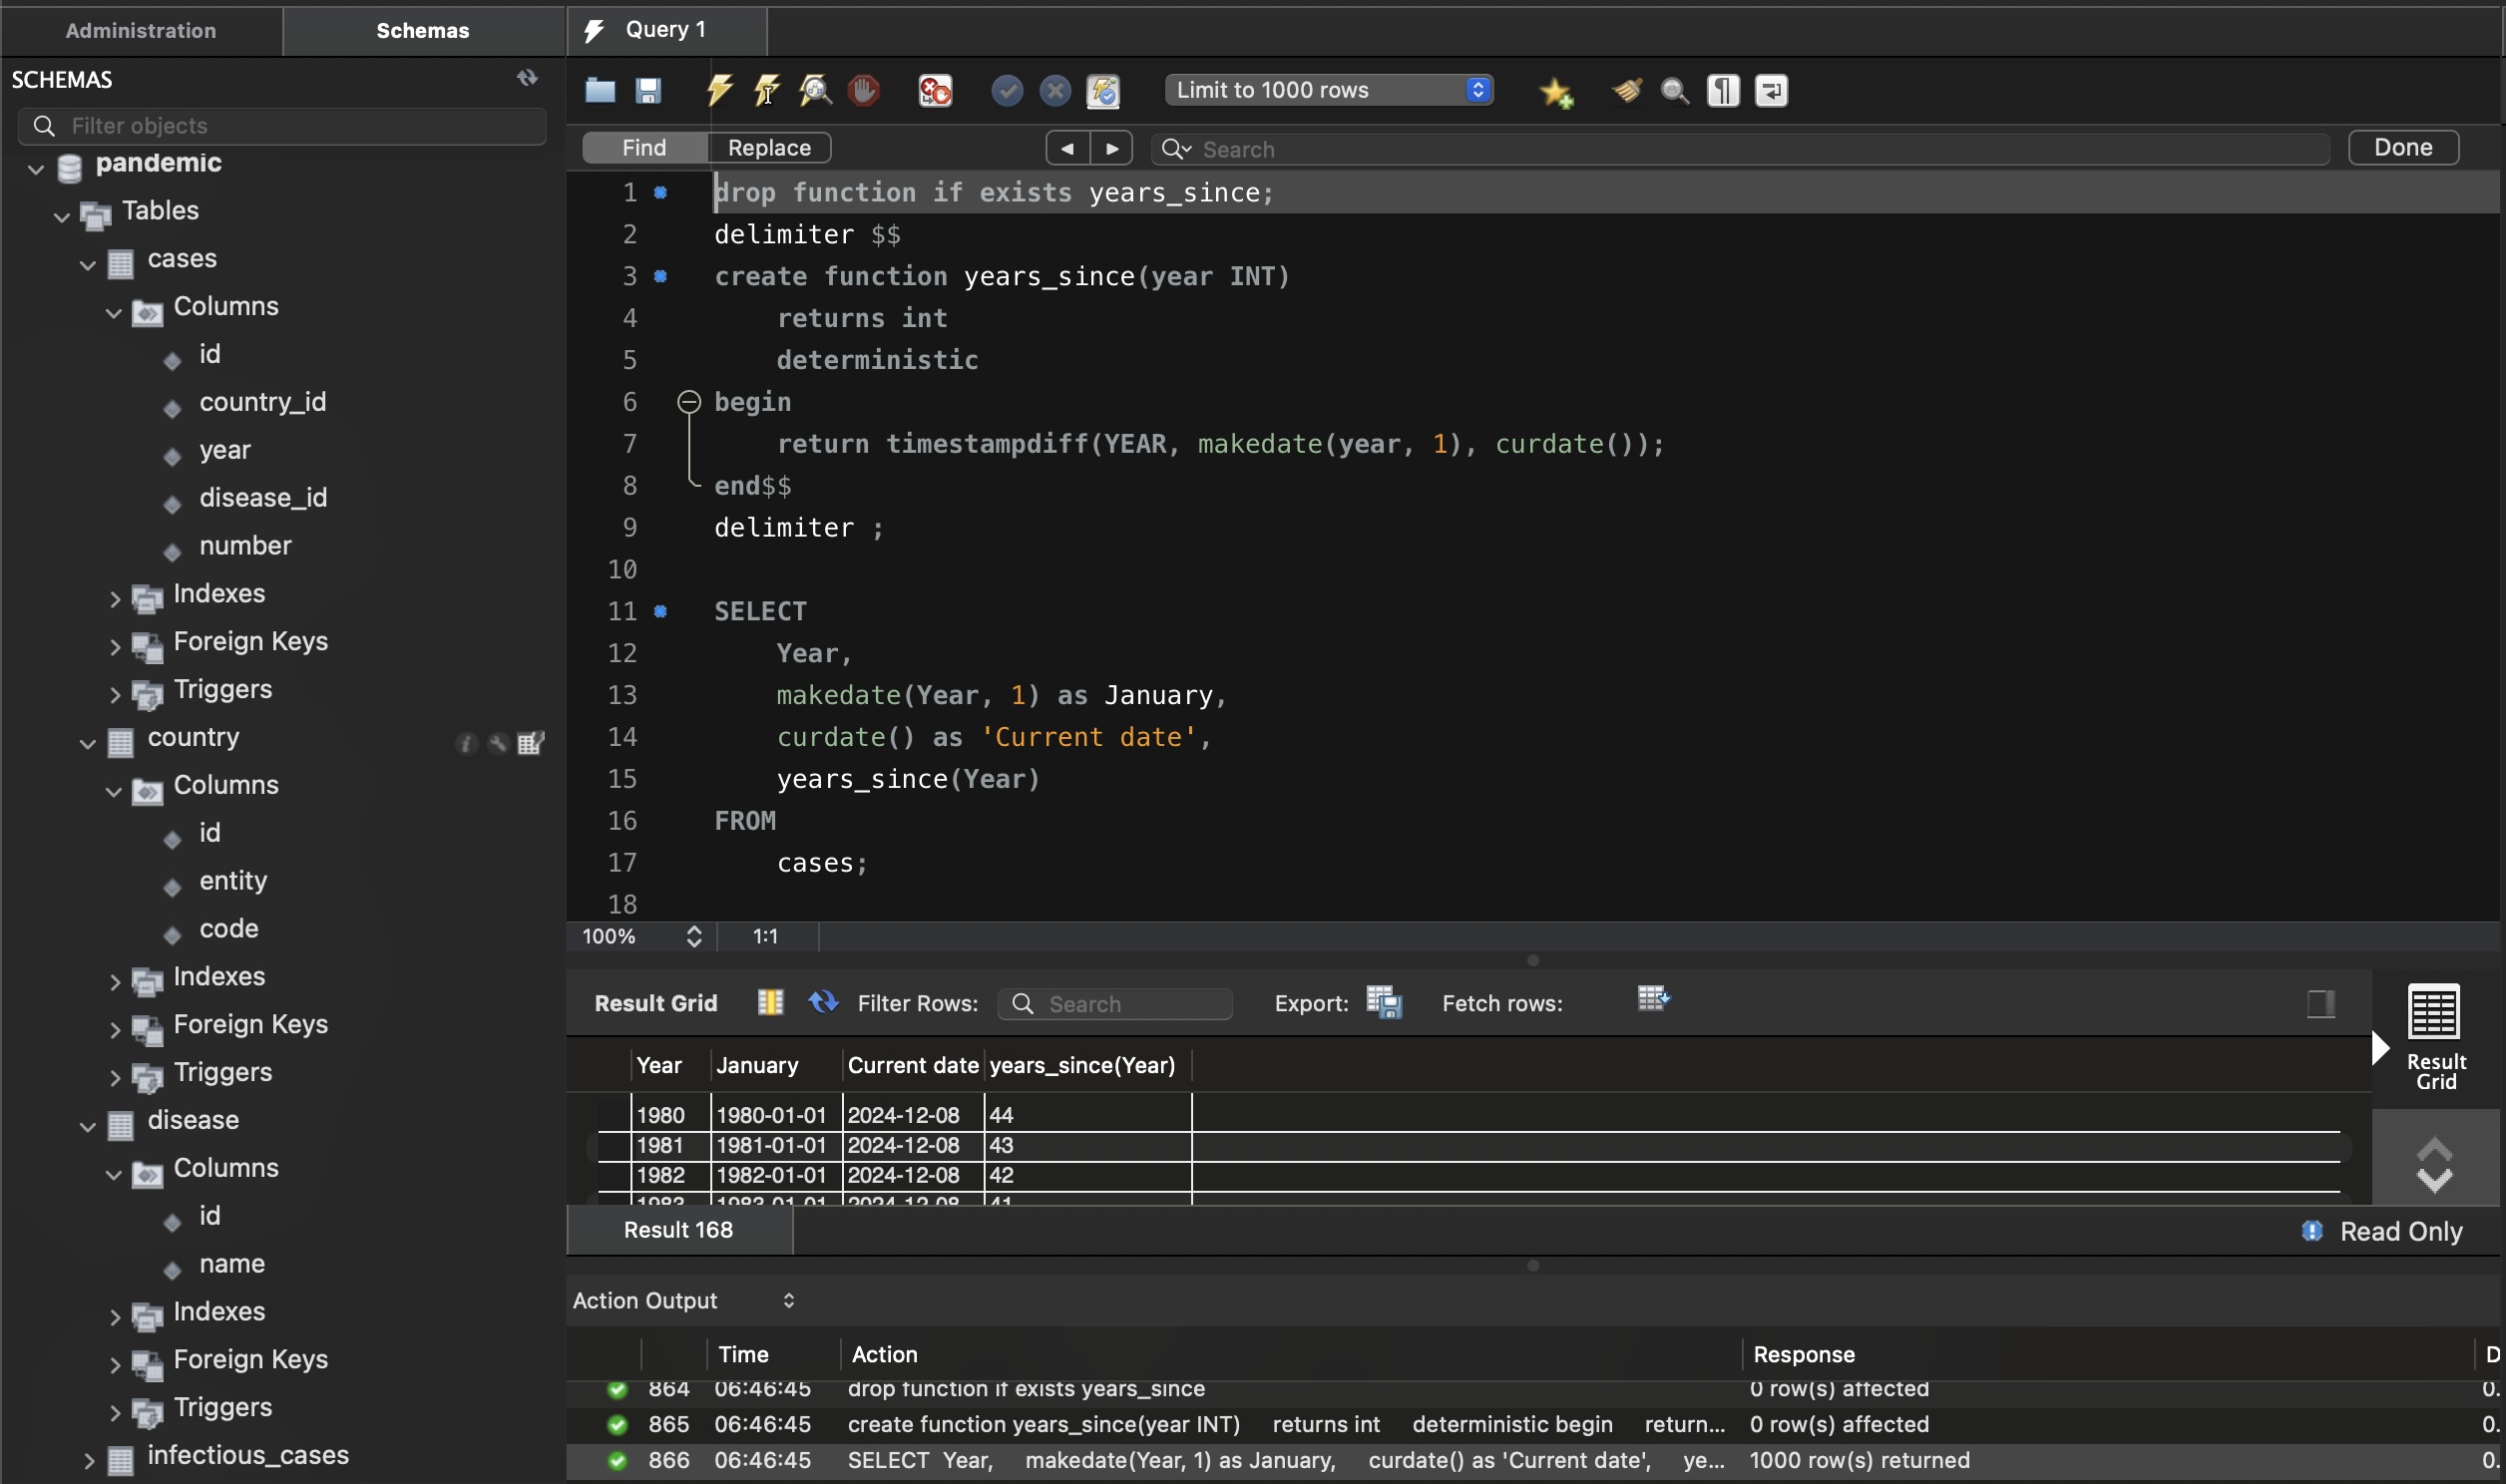 Administration
Schemas
Query 1
SCHEMAS
Filter objects
pandemic
Tables
cases
Columns
id
country_id
year
disease_id
number
Indexes
Foreign Keys
Triggers
country
Columns
id
entity
code
Indexes
Foreign Keys
Triggers
disease
Columns
id
name
Indexes
Foreign Keys
Triggers
infectious_cases
Limit to 1000 rows
Find Replace Search Done
1 drop function if exists years_since;
2 delimiter $$
3 create function years_since(year INT)
4 returns int
5 deterministic
6 begin
7 return timestampdiff(YEAR, makedate(year, 1), curdate());
8 end$$
9 delimiter ;
10
11 SELECT
12 Year,
13 makedate(Year, 1) as January,
14 curdate() as 'Current date',
15 years_since(Year)
16 FROM
17 cases;
18
100% 1:1
Result Grid Filter Rows: Search Export: Fetch rows:
Result
Grid
Year January Current date years_since(Year)
1980 1980-01-01 2024-12-08 44
1981 1981-01-01 2024-12-08 43
1982 1982-01-01 2024-12-08 42
1983 1983-01-01 2024-12-08 41
Result 168 Read Only
Action Output
Time Action Response D
864 06:46:45 drop function if exists years_since 0 row(s) affected 0.
865 06:46:45 create function years_since(year INT) returns int deterministic begin return... 0 row(s) affected 0.
866 06:46:45 SELECT Year, makedate(Year, 1) as January, curdate() as 'Current date', ye... 1000 row(s) returned 0.